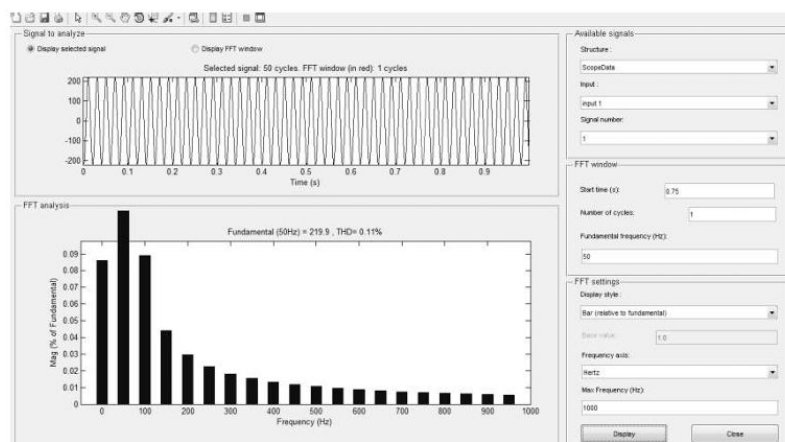 Signal to analyze
Display selected signal
Display FFT window
Selected signal: 50 cycles. FFT window (in red): 1 cycles
200
100
0
-100
-200
0 0.1 0.2 0.3 0.4 0.5 0.6 0.7 0.8 0.9
Time (s)
FFT analysis
Fundamental (50Hz) = 219.9 , THD= 0.11%
Mag (% of Fundamental)
0.09
0.08
0.07
0.06
0.05
0.04
0.03
0.02
0.01
0
0 100 200 300 400 500 600 700 800 900 1000
Frequency (Hz)
Available signals
Structure :
ScopeData
Input :
input 1
Signal number:
1
FFT window
Start time (s):
0.75
Number of cycles:
1
Fundamental frequency (Hz):
50
FFT settings
Display style :
Bar (relative to fundamental)
Base value:
1.0
Frequency axis:
Hertz
Max Frequency (Hz):
1000
Display
Close